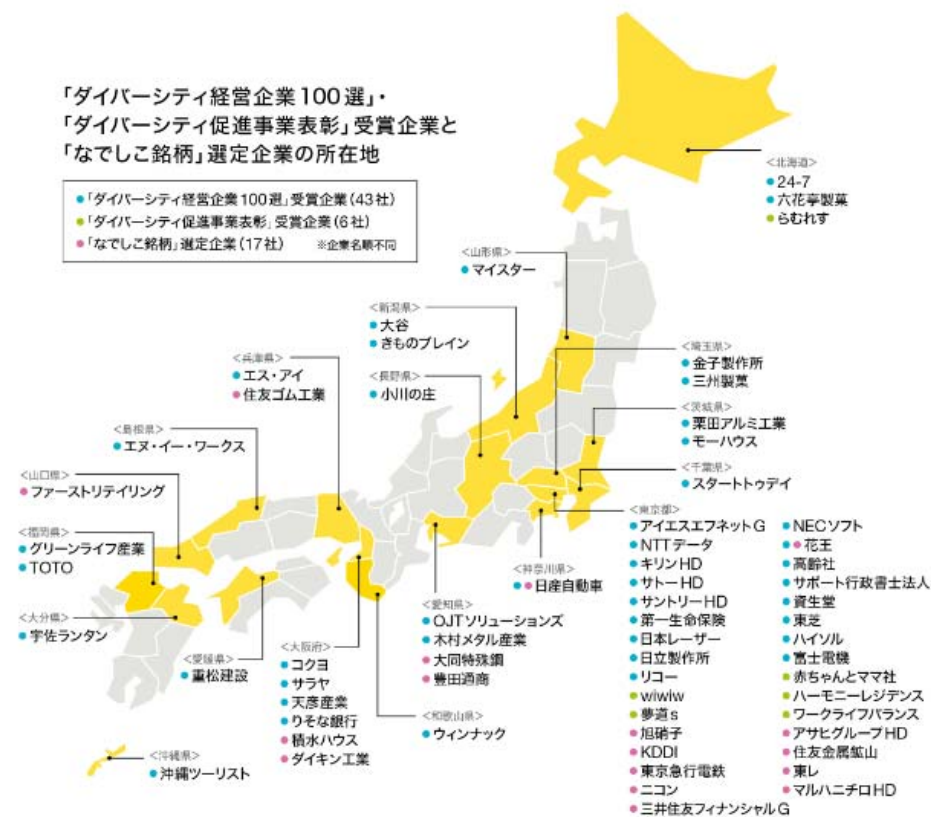 「ダイバーシティ経営企業100選」・
「ダイバーシティ促進事業表彰」受賞企業と
「なでしこ銘柄」選定企業の所在地
●「ダイバーシティ経営企業100選」受賞企業(43社)
●「ダイバーシティ促進事業表彰」受賞企業(6社)
●「なでしこ銘柄」選定企業(17社) ※企業名順不同
<北海道>
●24-7
●六花亭製菓
●らむれす
<山形県>
●マイスター
<新潟県>
●大谷
●きものブレイン
<兵庫県>
●エス・アイ
●住友ゴム工業
<長野県>
●小川の庄
<埼玉県>
●金子製作所
●三州製菓
<茨城県>
●栗田アルミ工業
●モーハウス
<千葉県>
●スタートトゥデイ
<島根県>
●エヌ・イー・ワークス
<山口県>
●ファーストリテイリング
<福岡県>
●グリーンライフ産業
●TOTO
<大分県>
●宇佐ランタン
<愛媛県>
●重松建設
<大阪府>
●コクヨ
●サラヤ
●天彦産業
●りそな銀行
●積水ハウス
●ダイキン工業
<和歌山県>
●ウィンナック
<愛知県>
●OJTソリューションズ
●木村メタル産業
●大同特殊鋼
●豊田通商
<神奈川県>
●●日産自動車
<東京都>
●アイエスエフネットG
●NTTデータ
●キリンHD
●サトーHD
●サントリーHD
●第一生命保険
●日本レーザー
●日立製作所
●リコー
●wiwiw
●夢道s
●旭硝子
●KDDI
●東京急行電鉄
●ニコン
●三井住友フィナンシャルG
●NECソフト
●●花王
●高齢社
●サポート行政書士法人
●資生堂
●東芝
●ハイソル
●富士電機
●赤ちゃんとママ社
●ハーモニーレジデンス
●ワークライフバランス
●アサヒグループHD
●住友金属鉱山
●東レ
●マルハニチロHD
<沖縄県>
●沖縄ツーリスト